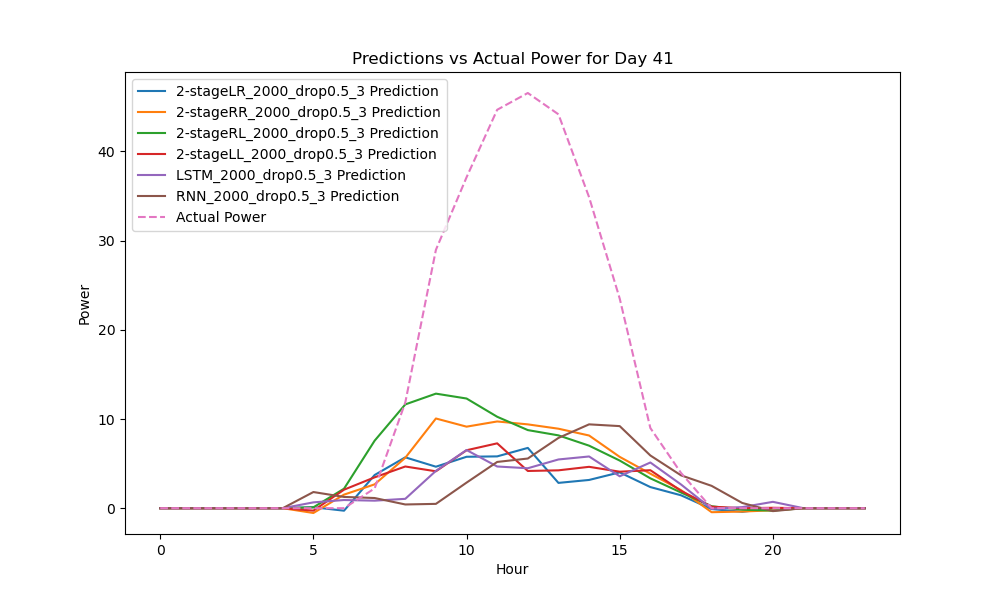 Predictions vs Actual Power for Day 41
2-stageLR_2000_drop0.5_3 Prediction
2-stageRR_2000_drop0.5_3 Prediction
2-stageRL_2000_drop0.5_3 Prediction
2-stageLL_2000_drop0.5_3 Prediction
LSTM_2000_drop0.5_3 Prediction
RNN_2000_drop0.5_3 Prediction
Actual Power
Power
40
30
20
10
0
0 5 10 15 20
Hour